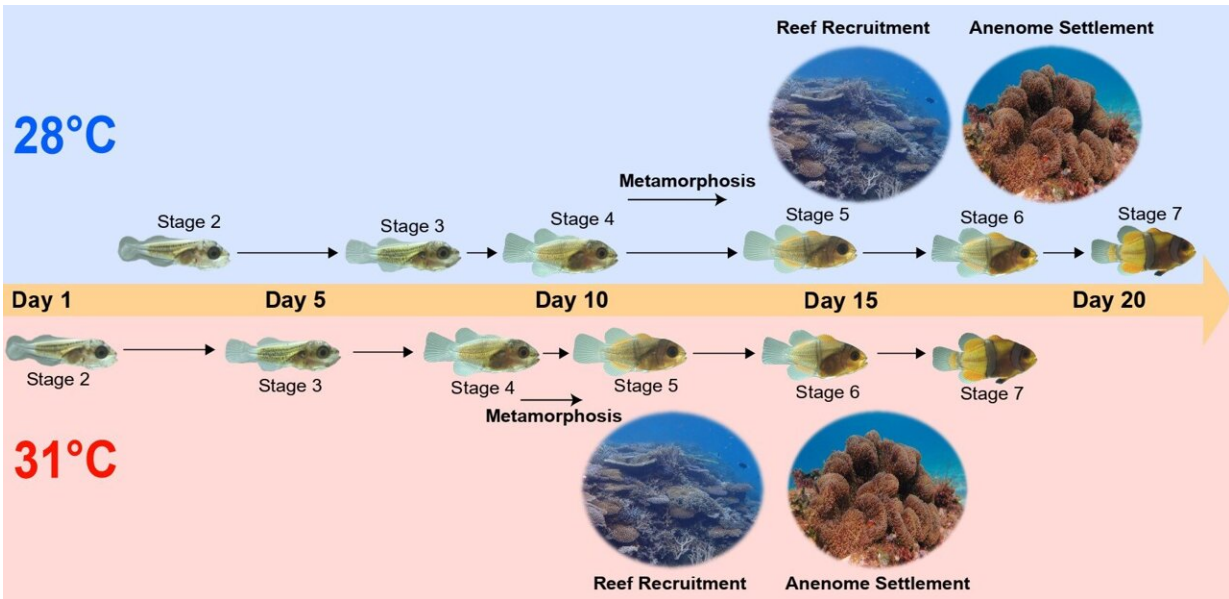 Reef Recruitment
Anenome Settlement
28°C
Metamorphosis
Stage 2
Stage 3
Stage 4
Stage 5
Stage 6
Stage 7
Day 1
Day 5
Day 10
Day 15
Day 20
Stage 2
Stage 3
Stage 4
Stage 5
Stage 6
Stage 7
Metamorphosis
31°C
Reef Recruitment
Anenome Settlement